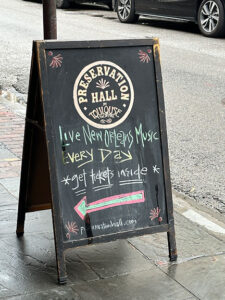 PRESERVATION
HALL
live New Orleans Music
Every Day
*get tickets inside*